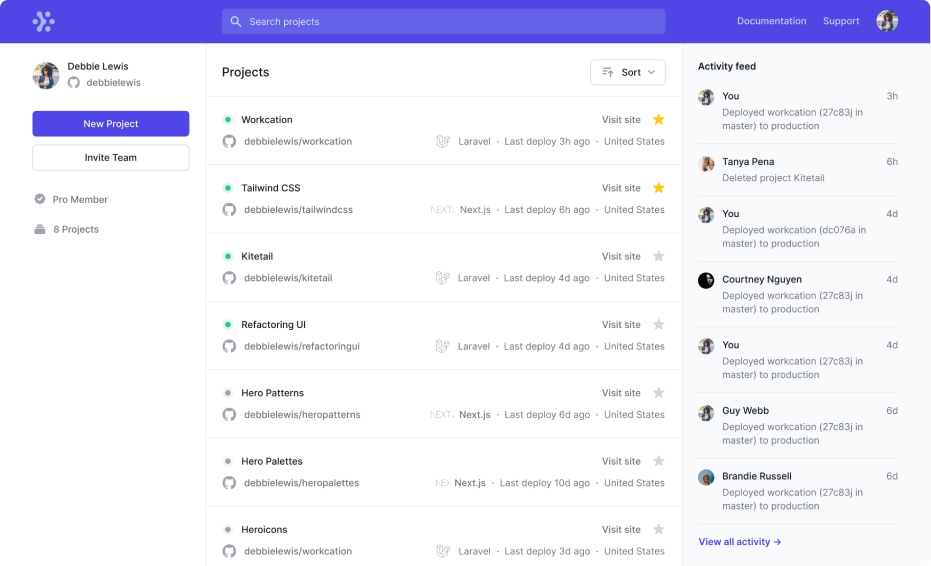 Search projects
Documentation Support
Debbie Lewis
debbielewis
New Project
Invite Team
Pro Member
8 Projects
Projects
Sort
Workcation Visit site
debbielewis/workcation Laravel · Last deploy 3h ago · United States
Tailwind CSS Visit site
debbielewis/tailwindcss NEXT. Next.js · Last deploy 6h ago · United States
Kitetail Visit site
debbielewis/kitetail Laravel · Last deploy 4d ago · United States
Refactoring UI Visit site
debbielewis/refactoringui Laravel · Last deploy 4d ago · United States
Hero Patterns Visit site
debbielewis/heropatterns NEXT. Next.js · Last deploy 6d ago · United States
Hero Palettes Visit site
debbielewis/heropalettes NE Next.js · Last deploy 10d ago · United States
Heroicons Visit site
debbielewis/workcation Laravel · Last deploy 3d ago · United States
Activity feed
You 3h
Deployed workcation (27c83j in
master) to production
Tanya Pena 6h
Deleted project Kitetail
You 4d
Deployed workcation (dc076a in
master) to production
Courtney Nguyen 4d
Deployed workcation (27c83j in
master) to production
You 4d
Deployed workcation (27c83j in
master) to production
Guy Webb 6d
Deployed workcation (27c83j in
master) to production
Brandie Russell 6d
Deployed workcation (27c83j in
master) to production
View all activity →